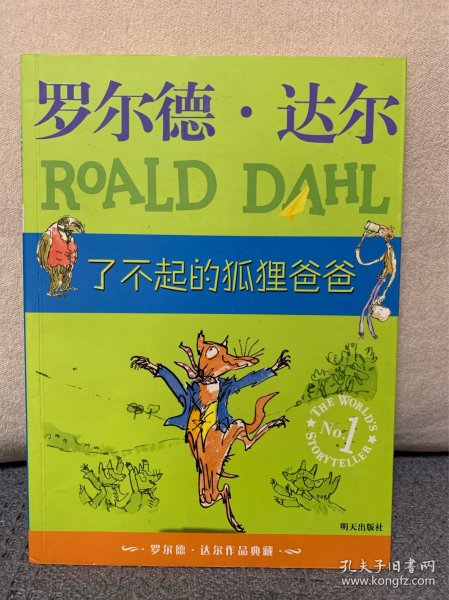 罗尔德·达尔
ROALD DAHL
了不起的狐狸爸爸
THE WORLD'S
No.1
STORYTELLER
明天出版社
罗尔德·达尔作品典藏
孔夫子旧书网
www.kongfz.com